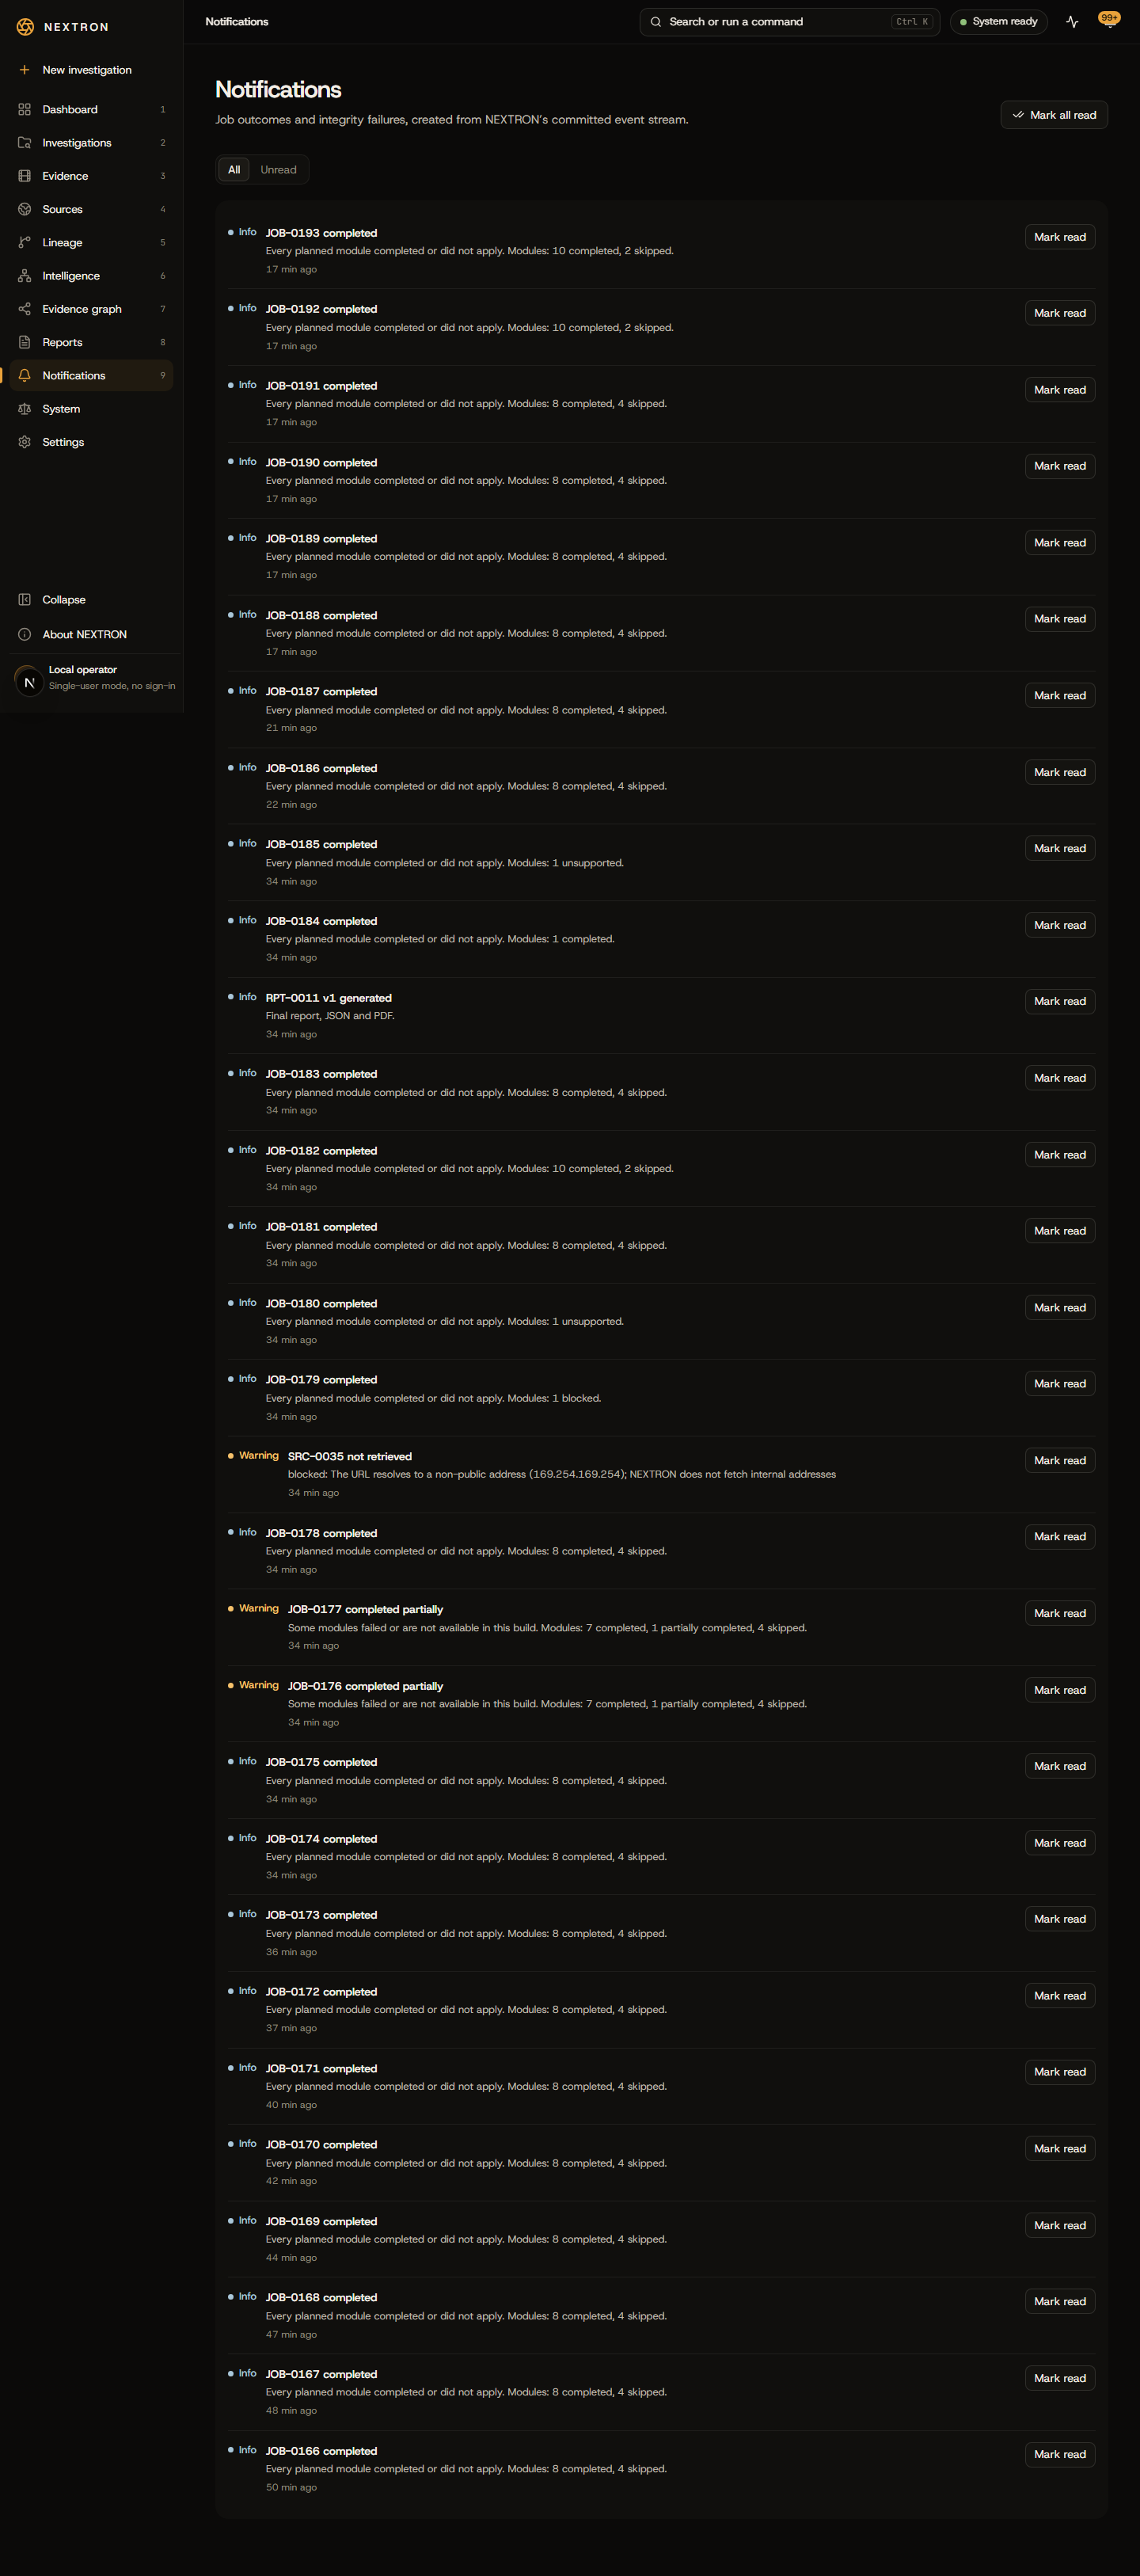 NEXTRON
New investigation
Dashboard 1
Investigations 2
Evidence 3
Sources 4
Lineage 5
Intelligence 6
Evidence graph 7
Reports 8
Notifications 9
System
Settings
Collapse
About NEXTRON
N
Local operator
Single-user mode, no sign-in
Notifications
Search or run a command Ctrl K
System ready
99+
Notifications
Job outcomes and integrity failures, created from NEXTRON's committed event stream.
Mark all read
All Unread
Info JOB-0193 completed Mark read
Every planned module completed or did not apply. Modules: 10 completed, 2 skipped.
17 min ago
Info JOB-0192 completed Mark read
Every planned module completed or did not apply. Modules: 10 completed, 2 skipped.
17 min ago
Info JOB-0191 completed Mark read
Every planned module completed or did not apply. Modules: 8 completed, 4 skipped.
17 min ago
Info JOB-0190 completed Mark read
Every planned module completed or did not apply. Modules: 8 completed, 4 skipped.
17 min ago
Info JOB-0189 completed Mark read
Every planned module completed or did not apply. Modules: 8 completed, 4 skipped.
17 min ago
Info JOB-0188 completed Mark read
Every planned module completed or did not apply. Modules: 8 completed, 4 skipped.
17 min ago
Info JOB-0187 completed Mark read
Every planned module completed or did not apply. Modules: 8 completed, 4 skipped.
21 min ago
Info JOB-0186 completed Mark read
Every planned module completed or did not apply. Modules: 8 completed, 4 skipped.
22 min ago
Info JOB-0185 completed Mark read
Every planned module completed or did not apply. Modules: 1 unsupported.
34 min ago
Info JOB-0184 completed Mark read
Every planned module completed or did not apply. Modules: 1 completed.
34 min ago
Info RPT-0011 v1 generated Mark read
Final report, JSON and PDF.
34 min ago
Info JOB-0183 completed Mark read
Every planned module completed or did not apply. Modules: 8 completed, 4 skipped.
34 min ago
Info JOB-0182 completed Mark read
Every planned module completed or did not apply. Modules: 10 completed, 2 skipped.
34 min ago
Info JOB-0181 completed Mark read
Every planned module completed or did not apply. Modules: 8 completed, 4 skipped.
34 min ago
Info JOB-0180 completed Mark read
Every planned module completed or did not apply. Modules: 1 unsupported.
34 min ago
Info JOB-0179 completed Mark read
Every planned module completed or did not apply. Modules: 1 blocked.
34 min ago
Warning SRC-0035 not retrieved Mark read
blocked: The URL resolves to a non-public address (169.254.169.254); NEXTRON does not fetch internal addresses
34 min ago
Info JOB-0178 completed Mark read
Every planned module completed or did not apply. Modules: 8 completed, 4 skipped.
34 min ago
Warning JOB-0177 completed partially Mark read
Some modules failed or are not available in this build. Modules: 7 completed, 1 partially completed, 4 skipped.
34 min ago
Warning JOB-0176 completed partially Mark read
Some modules failed or are not available in this build. Modules: 7 completed, 1 partially completed, 4 skipped.
34 min ago
Info JOB-0175 completed Mark read
Every planned module completed or did not apply. Modules: 8 completed, 4 skipped.
34 min ago
Info JOB-0174 completed Mark read
Every planned module completed or did not apply. Modules: 8 completed, 4 skipped.
34 min ago
Info JOB-0173 completed Mark read
Every planned module completed or did not apply. Modules: 8 completed, 4 skipped.
36 min ago
Info JOB-0172 completed Mark read
Every planned module completed or did not apply. Modules: 8 completed, 4 skipped.
37 min ago
Info JOB-0171 completed Mark read
Every planned module completed or did not apply. Modules: 8 completed, 4 skipped.
40 min ago
Info JOB-0170 completed Mark read
Every planned module completed or did not apply. Modules: 8 completed, 4 skipped.
42 min ago
Info JOB-0169 completed Mark read
Every planned module completed or did not apply. Modules: 8 completed, 4 skipped.
44 min ago
Info JOB-0168 completed Mark read
Every planned module completed or did not apply. Modules: 8 completed, 4 skipped.
47 min ago
Info JOB-0167 completed Mark read
Every planned module completed or did not apply. Modules: 8 completed, 4 skipped.
48 min ago
Info JOB-0166 completed Mark read
Every planned module completed or did not apply. Modules: 8 completed, 4 skipped.
50 min ago